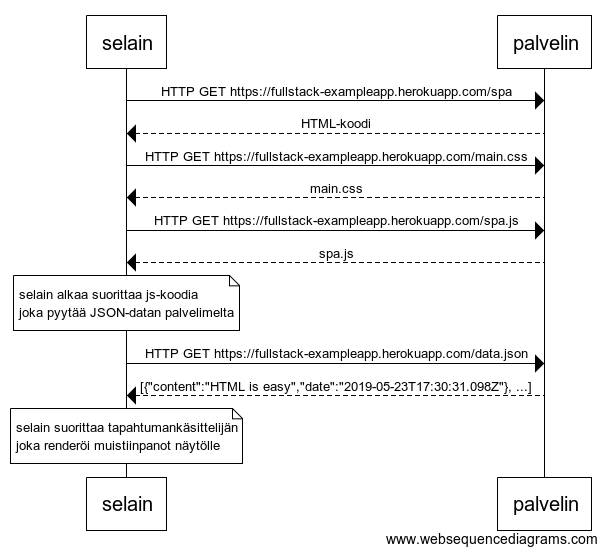 selain
palvelin
HTTP GET https://fullstack-exampleapp.herokuapp.com/spa
HTML-koodi
HTTP GET https://fullstack-exampleapp.herokuapp.com/main.css
main.css
HTTP GET https://fullstack-exampleapp.herokuapp.com/spa.js
spa.js
selain alkaa suorittaa js-koodia
joka pyytää JSON-datan palvelimelta
HTTP GET https://fullstack-exampleapp.herokuapp.com/data.json
[{"content":"HTML is easy","date":"2019-05-23T17:30:31.098Z"}, ...]
selain suorittaa tapahtumankäsittelijän
joka renderöi muistiinpanot näytölle
selain
palvelin
www.websequencediagrams.com